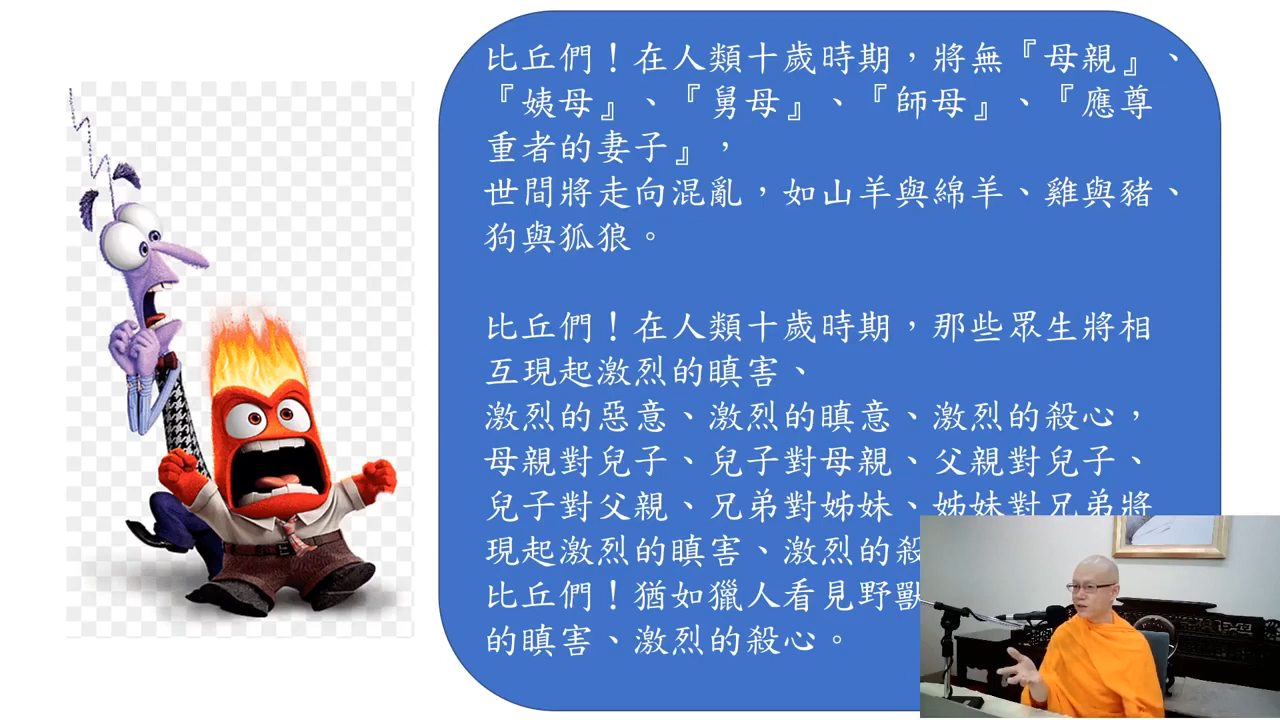 比丘們！在人類十歲時期，將無『母親』、
『姨母』、『舅母』、『師母』、『應尊
重者的妻子』，
世間將走向混亂，如山羊與綿羊、雞與豬、
狗與狐狼。
比丘們！在人類十歲時期，那些眾生將相
互現起激烈的瞋害、
激烈的惡意、激烈的瞋意、激烈的殺心，
母親對兒子、兒子對母親、父親對兒子、
兒子對父親、兄弟對姊妹、姊妹對兄弟將
現起激烈的瞋害、激烈的殺
比丘們！猶如獵人看見野獸
的瞋害、激烈的殺心。